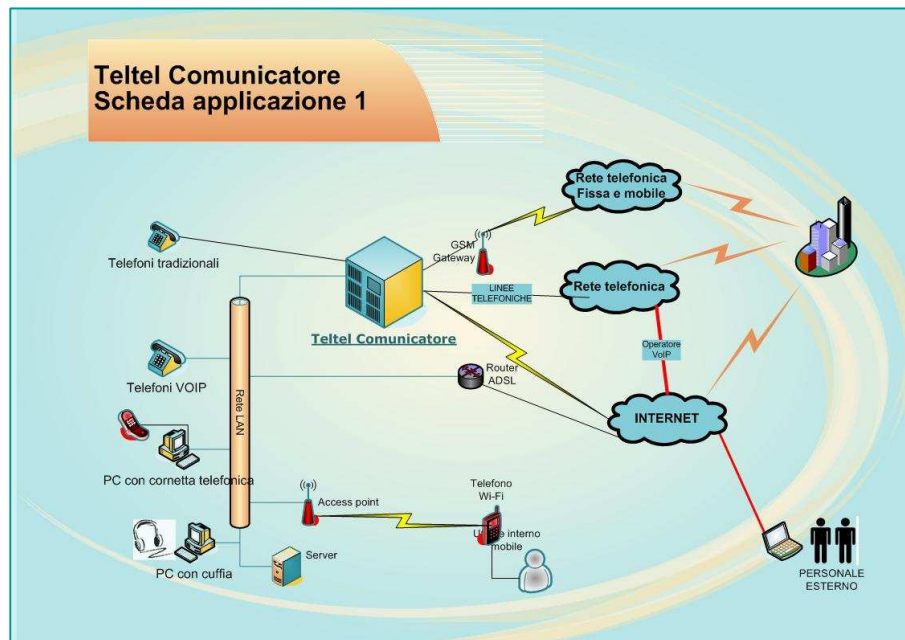 Teltel Comunicatore
Scheda applicazione 1
Rete telefonica
Fissa e mobile
GSM
Gateway
Telefoni tradizionali
LINEE
TELEFONICHE
Rete telefonica
Teltel Comunicatore
Operatore
VoIP
Telefoni VOIP
Router
ADSL
Rete LAN
INTERNET
PC con cornetta telefonica
Telefono
Wi-Fi
Access point
interno
mobile
Server
PC con cuffia
PERSONALE
ESTERNO